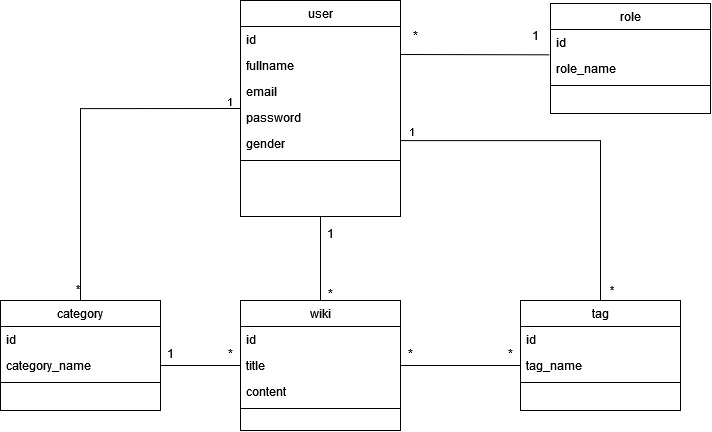 user
id
fullname
email
password
gender
role
id
role_name
*
1
1
1
1
*
*
*
category
id
category_name
wiki
id
title
content
tag
id
tag_name
1
*
*
*